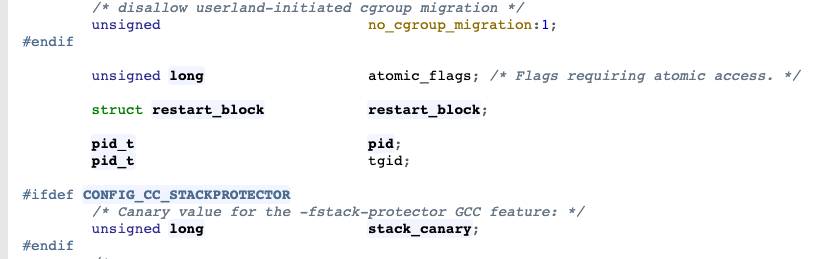 /* disallow userland-initiated cgroup migration */
unsigned no_cgroup_migration:1;
#endif
unsigned long atomic_flags; /* Flags requiring atomic access. */
struct restart_block restart_block;
pid_t pid;
pid_t tgid;
#ifdef CONFIG_CC_STACKPROTECTOR
/* Canary value for the -fstack-protector GCC feature: */
unsigned long stack_canary;
#endif